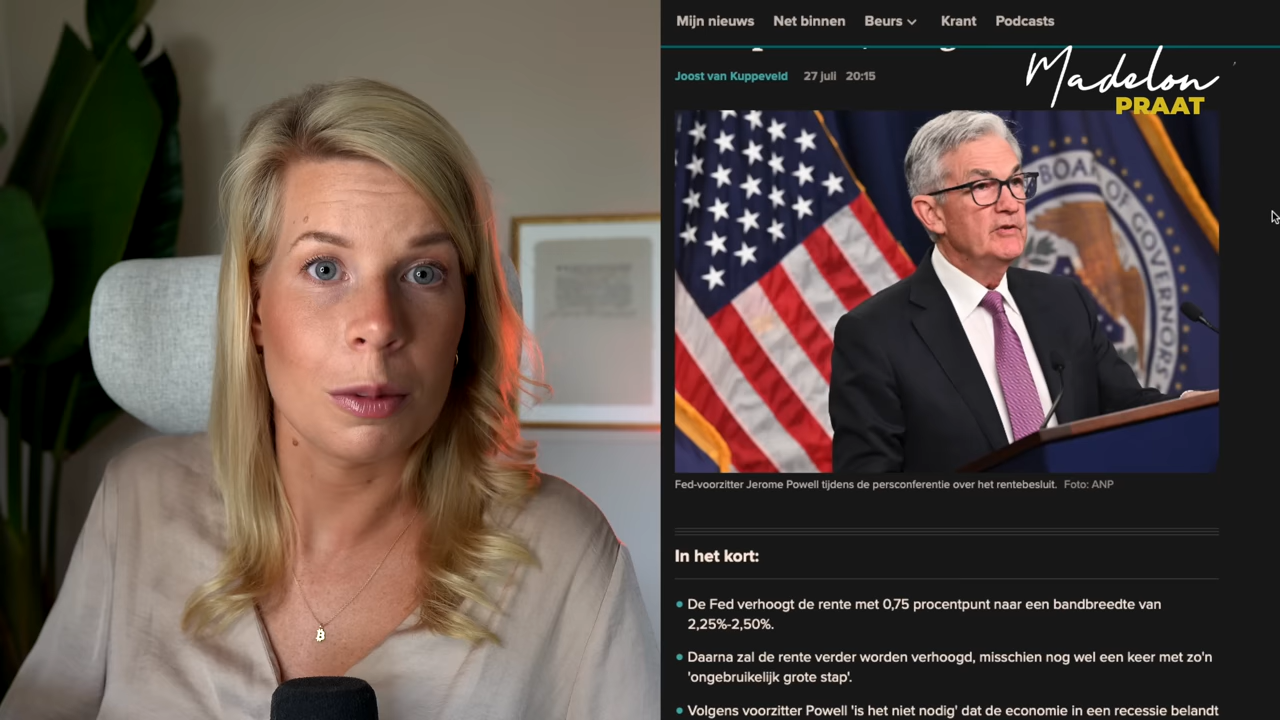 Mijn nieuws Net binnen Beurs Krant Podcasts
Joost van Kuppeveld 27 juli 20:15
Madelon
PRAAT
BOARD OF GOVERNORS
Fed-voorzitter Jerome Powell tijdens de persconferentie over het rentebesluit. Foto: ANP
In het kort:
De Fed verhoogt de rente met 0,75 procentpunt naar een bandbreedte van
2,25%-2,50%.
Daarna zal de rente verder worden verhoogd, misschien nog wel een keer met zo'n
'ongebruikelijk grote stap'.
Volgens voorzitter Powell 'is het niet nodig' dat de economie in een recessie belandt